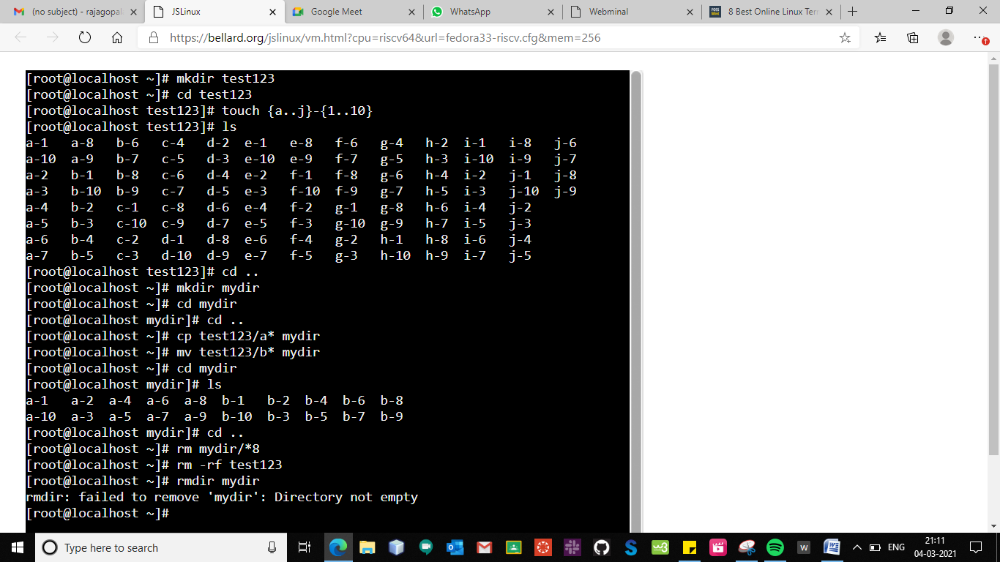 (no subject) - rajagopal
JSLinux
Google Meet
WhatsApp
Webminal
8 Best Online Linux Ter
https://bellard.org/jslinux/vm.html?cpu=riscv64&url=fedora33-riscv.cfg&mem=256
[root@localhost ~]# mkdir test123
[root@localhost ~]# cd test123
[root@localhost test123]# touch {a..j}-{1..10}
[root@localhost test123]# ls
a-1 a-8 b-6 c-4 d-2 e-1 e-8 f-6 g-4 h-2 i-1 i-8 j-6
a-10 a-9 b-7 c-5 d-3 e-10 e-9 f-7 g-5 h-3 i-10 i-9 j-7
a-2 b-1 b-8 c-6 d-4 e-2 f-1 f-8 g-6 h-4 i-2 j-1 j-8
a-3 b-10 b-9 c-7 d-5 e-3 f-10 f-9 g-7 h-5 i-3 j-10 j-9
a-4 b-2 c-1 c-8 d-6 e-4 f-2 g-1 g-8 h-6 i-4 j-2
a-5 b-3 c-10 c-9 d-7 e-5 f-3 g-10 g-9 h-7 i-5 j-3
a-6 b-4 c-2 d-1 d-8 e-6 f-4 g-2 h-1 h-8 i-6 j-4
a-7 b-5 c-3 d-10 d-9 e-7 f-5 g-3 h-10 h-9 i-7 j-5
[root@localhost test123]# cd ..
[root@localhost ~]# mkdir mydir
[root@localhost ~]# cd mydir
[root@localhost mydir]# cd ..
[root@localhost ~]# cp test123/a* mydir
[root@localhost ~]# mv test123/b* mydir
[root@localhost ~]# cd mydir
[root@localhost mydir]# ls
a-1 a-2 a-4 a-6 a-8 b-1 b-2 b-4 b-6 b-8
a-10 a-3 a-5 a-7 a-9 b-10 b-3 b-5 b-7 b-9
[root@localhost mydir]# cd ..
[root@localhost ~]# rm mydir/*8
[root@localhost ~]# rm -rf test123
[root@localhost ~]# rmdir mydir
rmdir: failed to remove 'mydir': Directory not empty
[root@localhost ~]#
Type here to search
ENG
21:11
04-03-2021